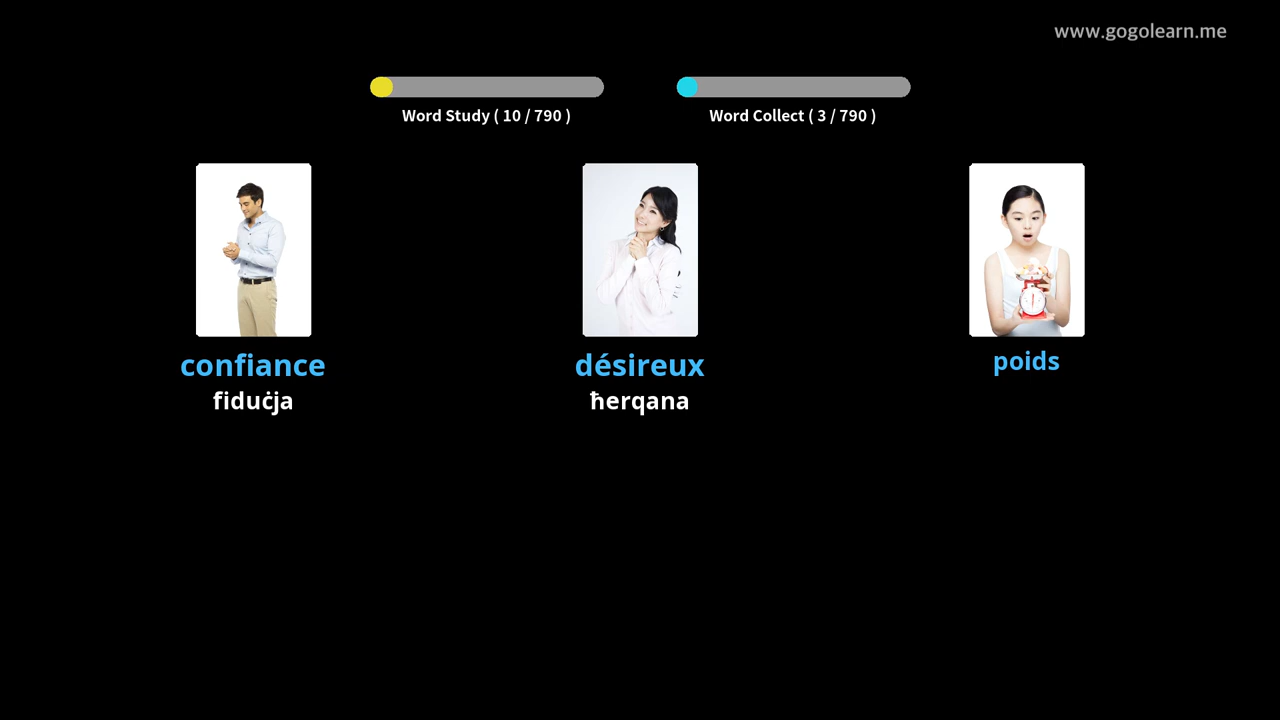 www.gogolearn.me
Word Study ( 10 / 790 )
Word Collect ( 3 / 790 )
confiance
fiduċja
désireux
ħerqana
poids